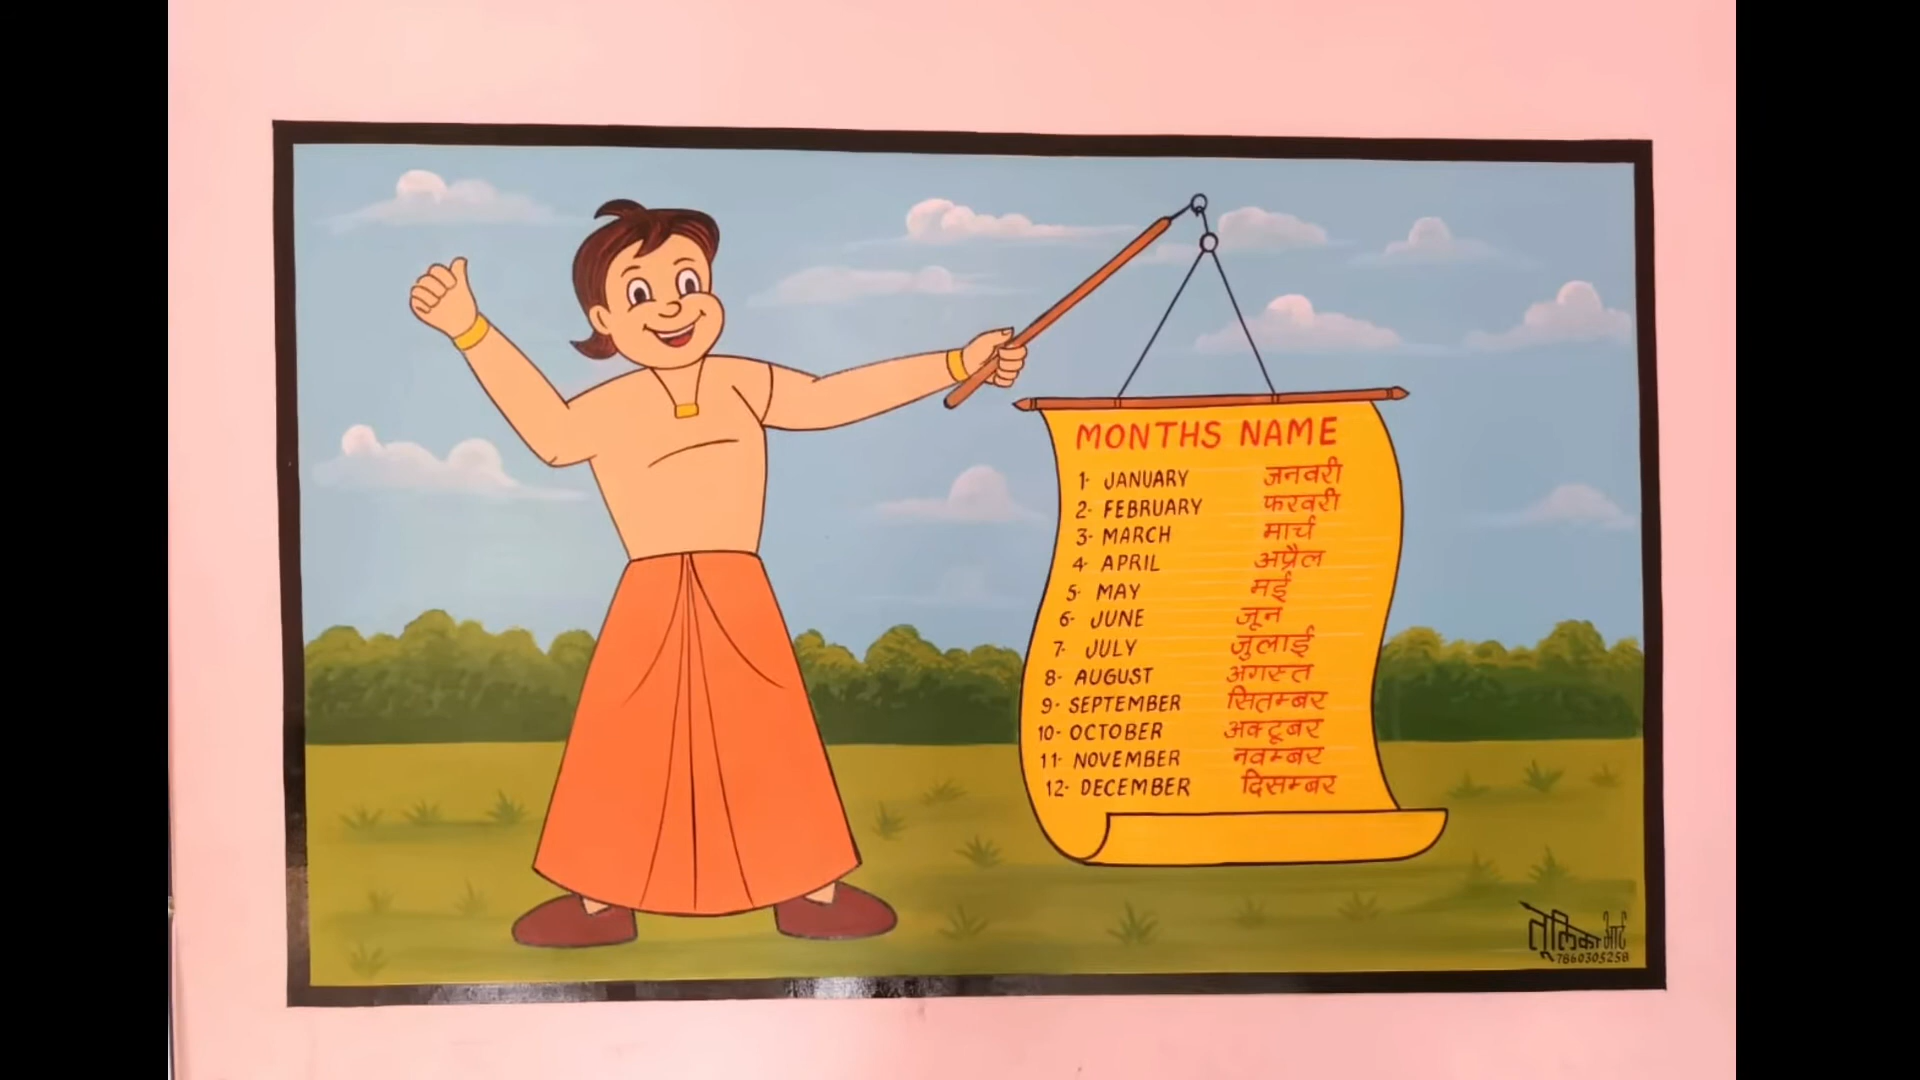 MONTHS NAME
1- JANUARY जनवरी
2- FEBRUARY फरवरी
3- MARCH मार्च
4- APRIL अप्रैल
5- MAY मई
6- JUNE जून
7- JULY जुलाई
8- AUGUST अगस्त
9- SEPTEMBER सितम्बर
10- OCTOBER अक्टूबर
11- NOVEMBER नवम्बर
12- DECEMBER दिसम्बर
तूलिका आर्ट
7860305258